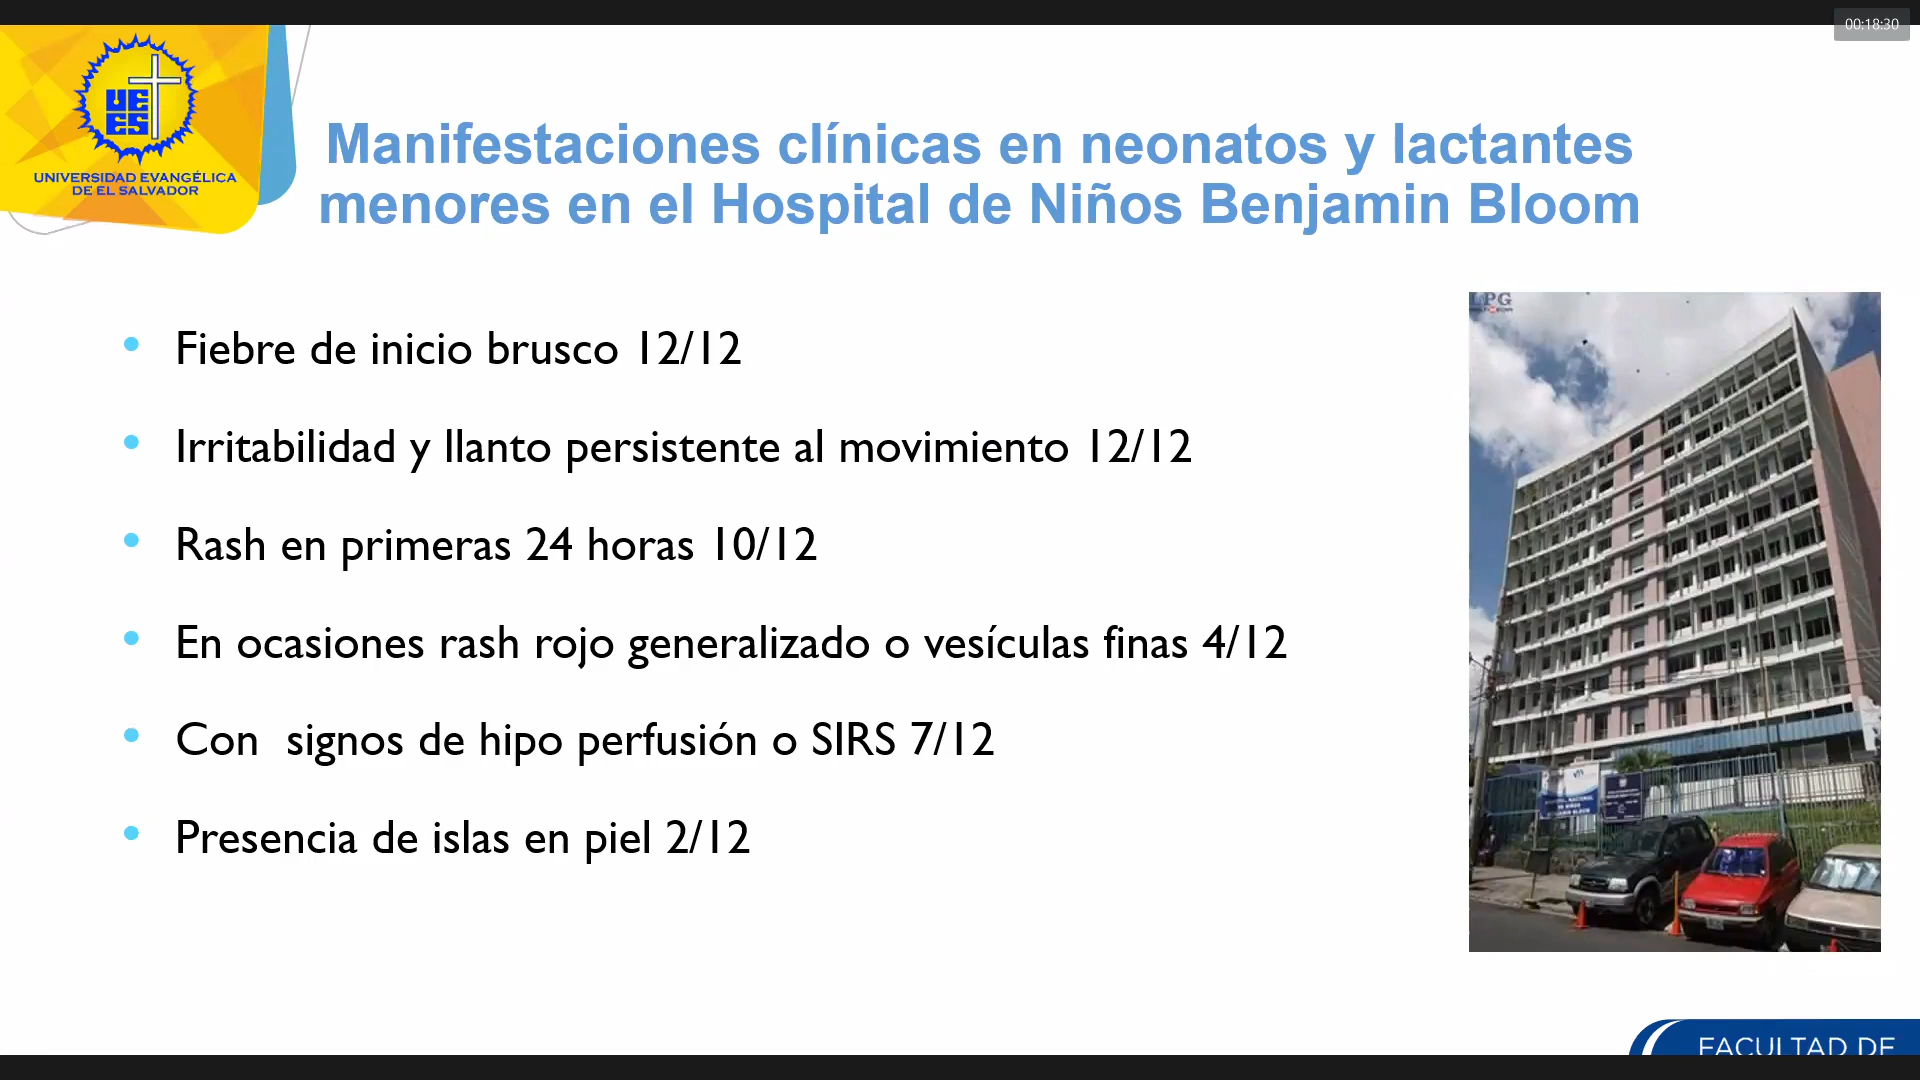 00:18:30
UE
ES
UNIVERSIDAD EVANGÉLICA
DE EL SALVADOR
Manifestaciones clínicas en neonatos y lactantes
menores en el Hospital de Niños Benjamin Bloom
• Fiebre de inicio brusco 12/12
• Irritabilidad y llanto persistente al movimiento 12/12
• Rash en primeras 24 horas 10/12
• En ocasiones rash rojo generalizado o vesículas finas 4/12
• Con  signos de hipo perfusión o SIRS 7/12
• Presencia de islas en piel 2/12
LPG
FACULTAD DE